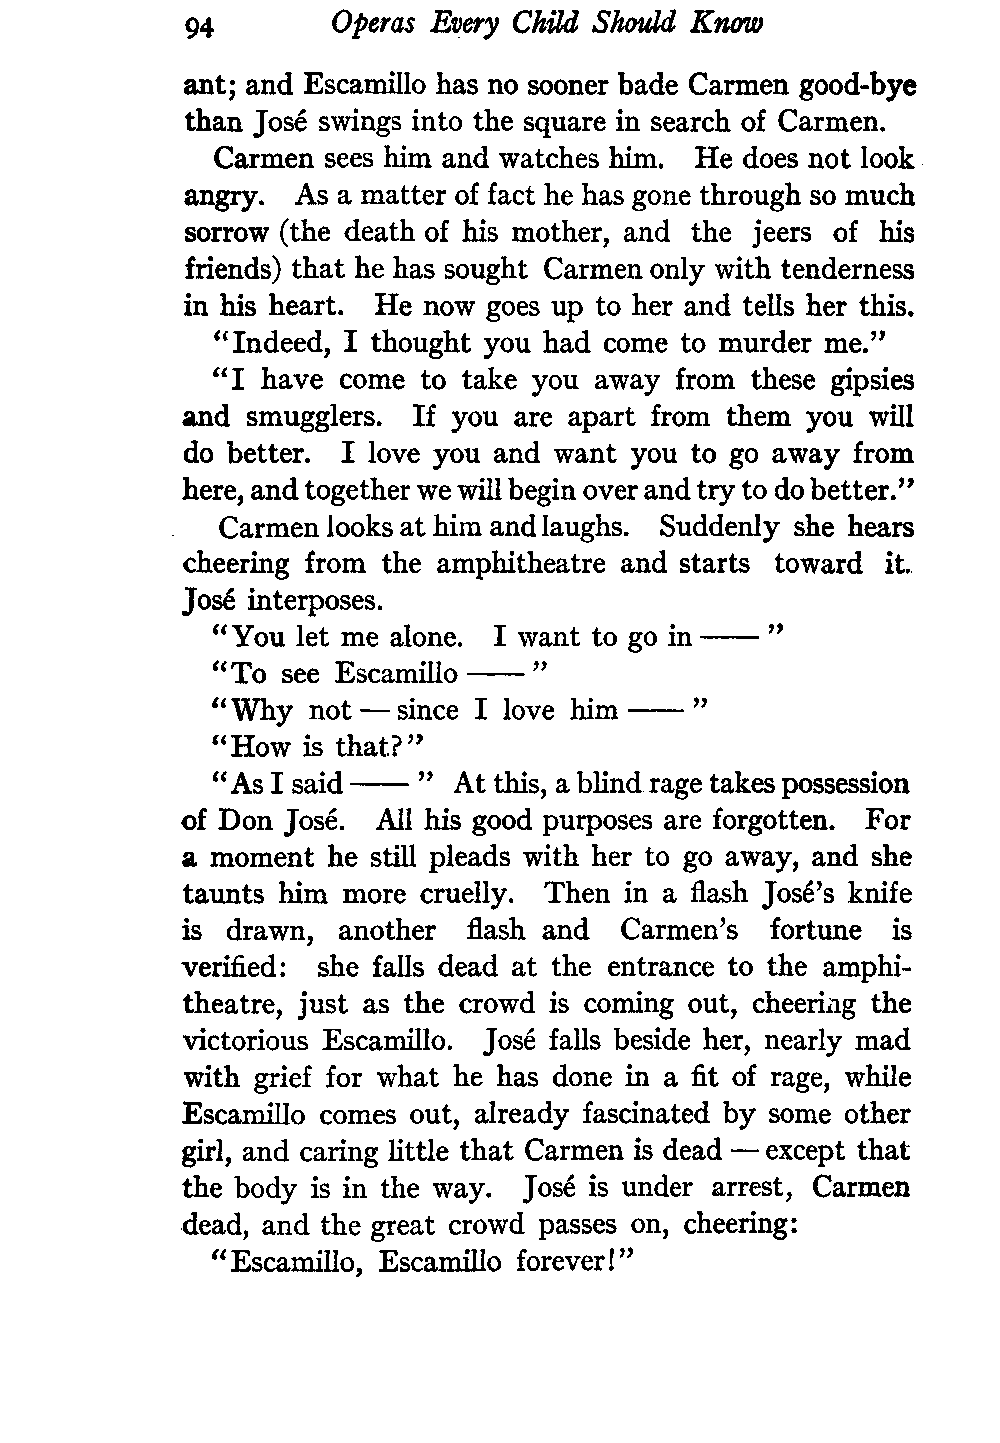 94 Operas Every Child Should Know
ant; and Escamillo has no sooner bade Carmen good-bye
than José swings into the square in search of Carmen.
Carmen sees him and watches him. He does not look
angry. As a matter of fact he has gone through so much
sorrow (the death of his mother, and the jeers of his
friends) that he has sought Carmen only with tenderness
in his heart. He now goes up to her and tells her this.
"Indeed, I thought you had come to murder me."
"I have come to take you away from these gipsies
and smugglers. If you are apart from them you will
do better. I love you and want you to go away from
here, and together we will begin over and try to do better."
Carmen looks at him and laughs. Suddenly she hears
cheering from the amphitheatre and starts toward it.
José interposes.
"You let me alone. I want to go in —— "
"To see Escamillo —— "
"Why not — since I love him —— "
"How is that?"
"As I said —— " At this, a blind rage takes possession
of Don José. All his good purposes are forgotten. For
a moment he still pleads with her to go away, and she
taunts him more cruelly. Then in a flash José's knife
is drawn, another flash and Carmen's fortune is
verified: she falls dead at the entrance to the amphi-
theatre, just as the crowd is coming out, cheering the
victorious Escamillo. José falls beside her, nearly mad
with grief for what he has done in a fit of rage, while
Escamillo comes out, already fascinated by some other
girl, and caring little that Carmen is dead — except that
the body is in the way. José is under arrest, Carmen
dead, and the great crowd passes on, cheering:
"Escamillo, Escamillo forever!"